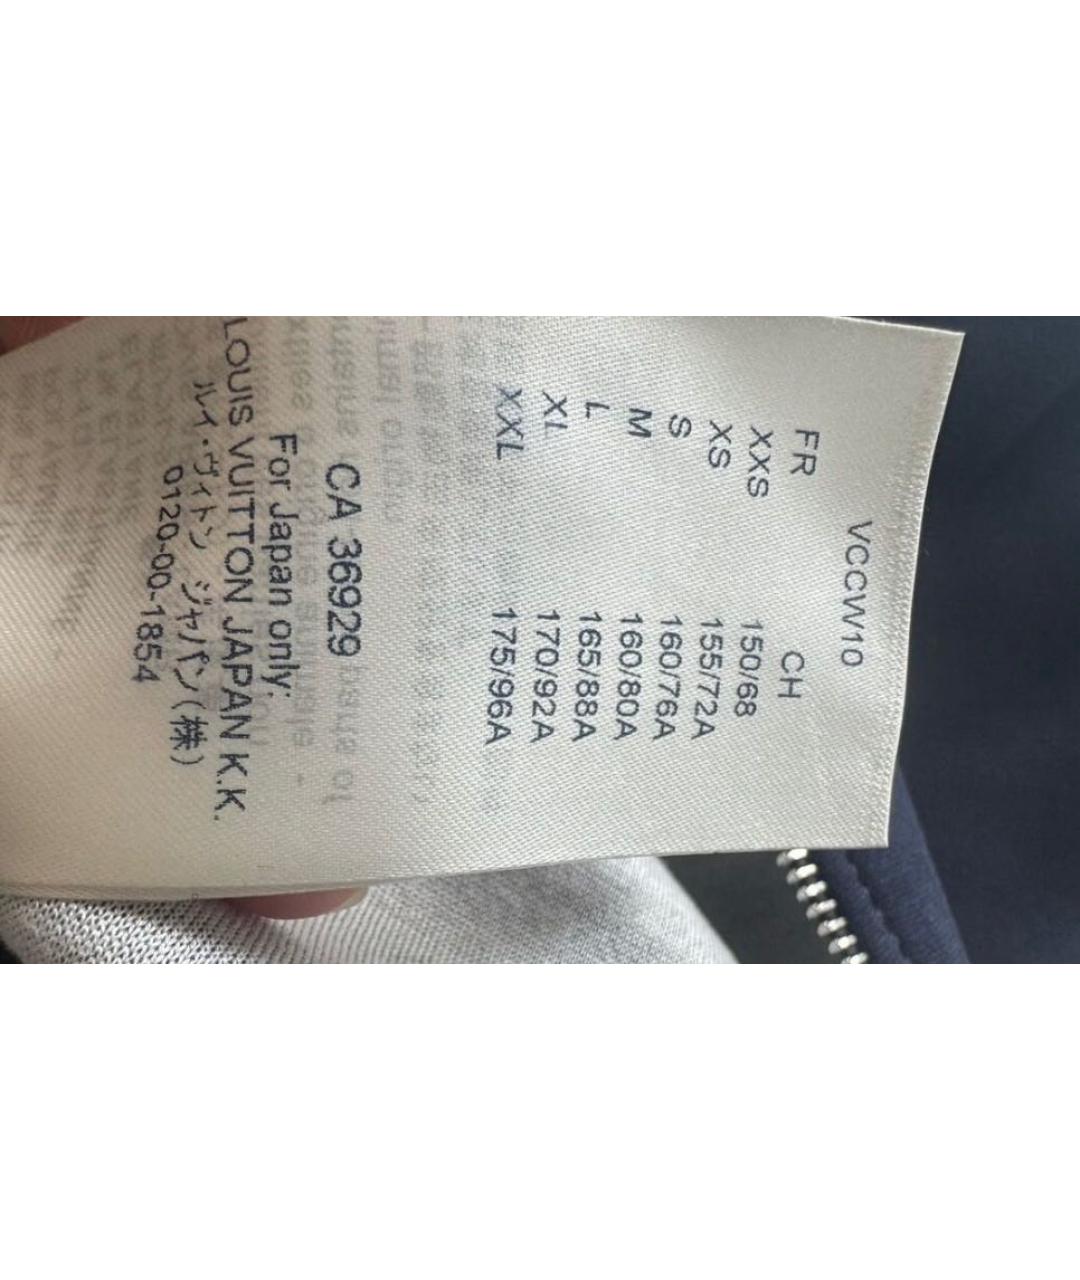 VCCW10
FR CH
XXS 150/68
XS 155/72A
S 160/76A
M 160/80A
L 165/88A
XL 170/92A
XXL 175/96A
CA 36929
For Japan only:
LOUIS VUITTON JAPAN K.K.
ルイ・ヴィトン ジャパン(株)
0120-00-1854